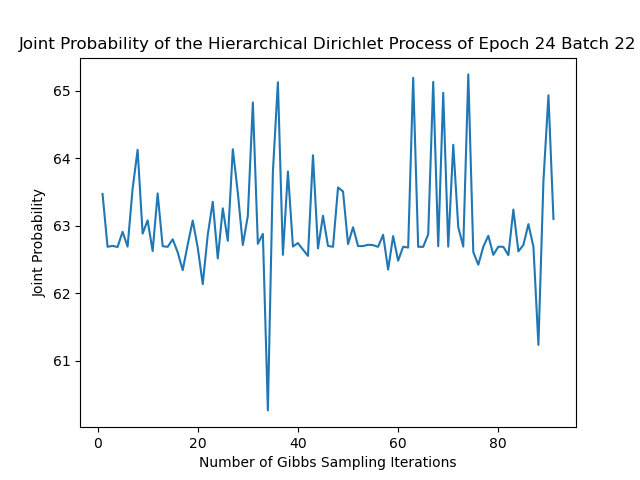 Joint Probability of the Hierarchical Dirichlet Process of Epoch 24 Batch 22
65
64
63
62
61
Joint Probability
0 20 40 60 80
Number of Gibbs Sampling Iterations